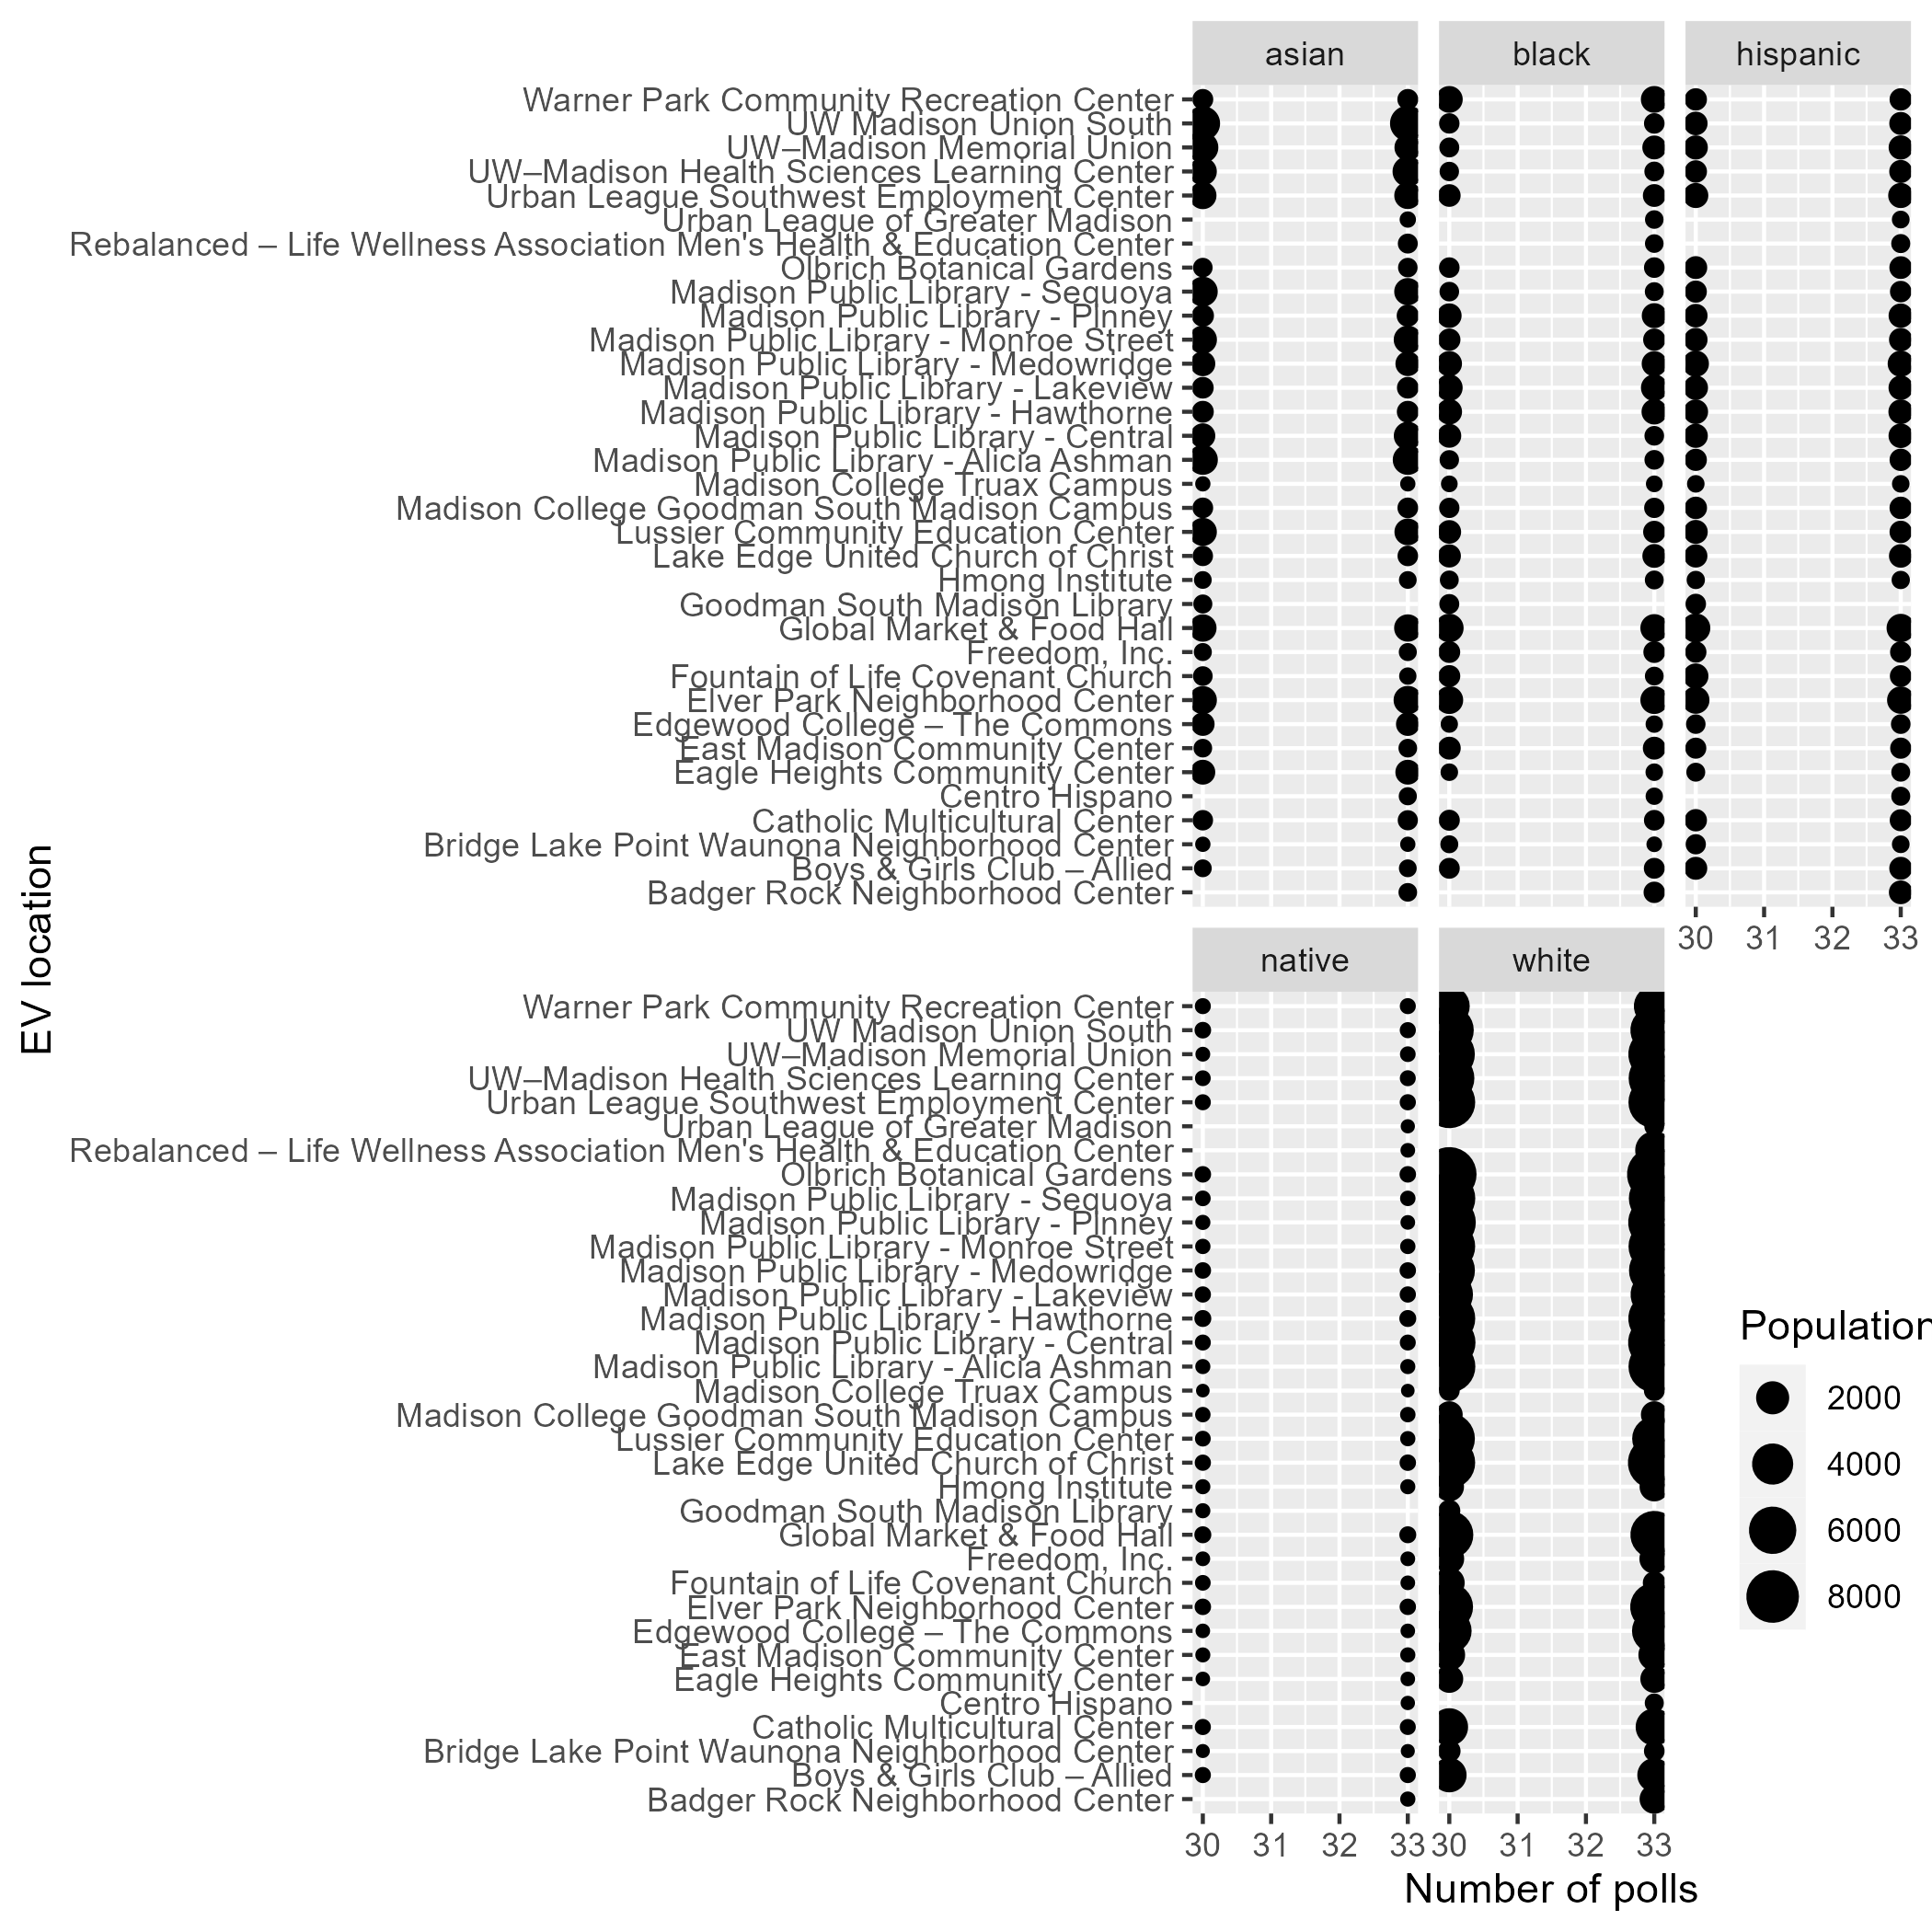 asian
black
hispanic
Warner Park Community Recreation Center
UW Madison Union South
UW–Madison Memorial Union
UW–Madison Health Sciences Learning Center
Urban League Southwest Employment Center
Urban League of Greater Madison
Rebalanced – Life Wellness Association Men's Health & Education Center
Olbrich Botanical Gardens
Madison Public Library - Sequoya
Madison Public Library - PInney
Madison Public Library - Monroe Street
Madison Public Library - Medowridge
Madison Public Library - Lakeview
Madison Public Library - Hawthorne
Madison Public Library - Central
Madison Public Library - Alicia Ashman
Madison College Truax Campus
Madison College Goodman South Madison Campus
Lussier Community Education Center
Lake Edge United Church of Christ
Hmong Institute
Goodman South Madison Library
Global Market & Food Hall
Freedom, Inc.
Fountain of Life Covenant Church
Elver Park Neighborhood Center
Edgewood College – The Commons
East Madison Community Center
Eagle Heights Community Center
Centro Hispano
Catholic Multicultural Center
Bridge Lake Point Waunona Neighborhood Center
Boys & Girls Club – Allied
Badger Rock Neighborhood Center
30 31 32 33
EV location
native
white
Warner Park Community Recreation Center
UW Madison Union South
UW–Madison Memorial Union
UW–Madison Health Sciences Learning Center
Urban League Southwest Employment Center
Urban League of Greater Madison
Rebalanced – Life Wellness Association Men's Health & Education Center
Olbrich Botanical Gardens
Madison Public Library - Sequoya
Madison Public Library - PInney
Madison Public Library - Monroe Street
Madison Public Library - Medowridge
Madison Public Library - Lakeview
Madison Public Library - Hawthorne
Madison Public Library - Central
Madison Public Library - Alicia Ashman
Madison College Truax Campus
Madison College Goodman South Madison Campus
Lussier Community Education Center
Lake Edge United Church of Christ
Hmong Institute
Goodman South Madison Library
Global Market & Food Hall
Freedom, Inc.
Fountain of Life Covenant Church
Elver Park Neighborhood Center
Edgewood College – The Commons
East Madison Community Center
Eagle Heights Community Center
Centro Hispano
Catholic Multicultural Center
Bridge Lake Point Waunona Neighborhood Center
Boys & Girls Club – Allied
Badger Rock Neighborhood Center
30 31 32 33
30 31 32 33
Number of polls
Population
2000
4000
6000
8000